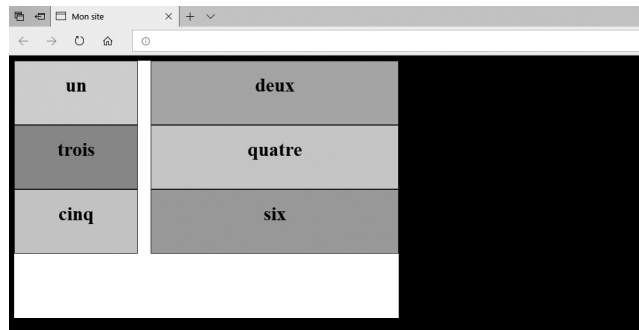 Mon site
un deux
trois quatre
cinq six